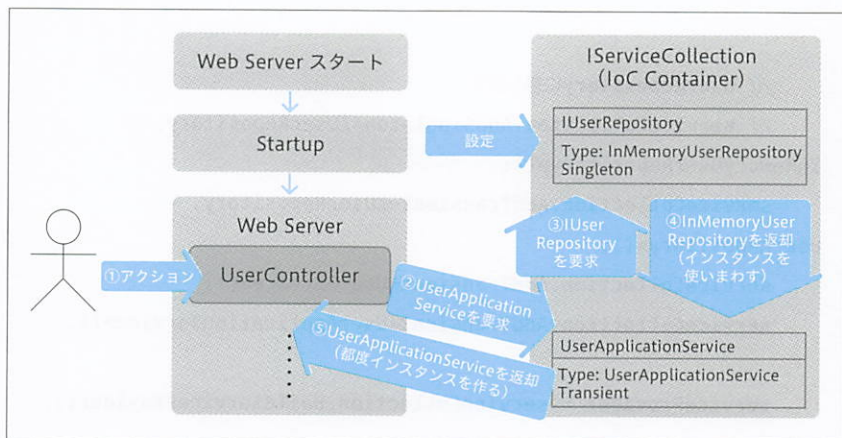 Web Server スタート
Startup
設定
IServiceCollection
(IoC Container)
IUserRepository
Type: InMemoryUserRepository
Singleton
Web Server
UserController
①アクション
②UserApplication
Serviceを要求
③IUser
Repository
を要求
④InMemoryUser
Repositoryを返却
(インスタンスを
使いまわす)
⑤UserApplicationServiceを返却
(都度インスタンスを作る)
UserApplicationService
Type: UserApplicationService
Transient